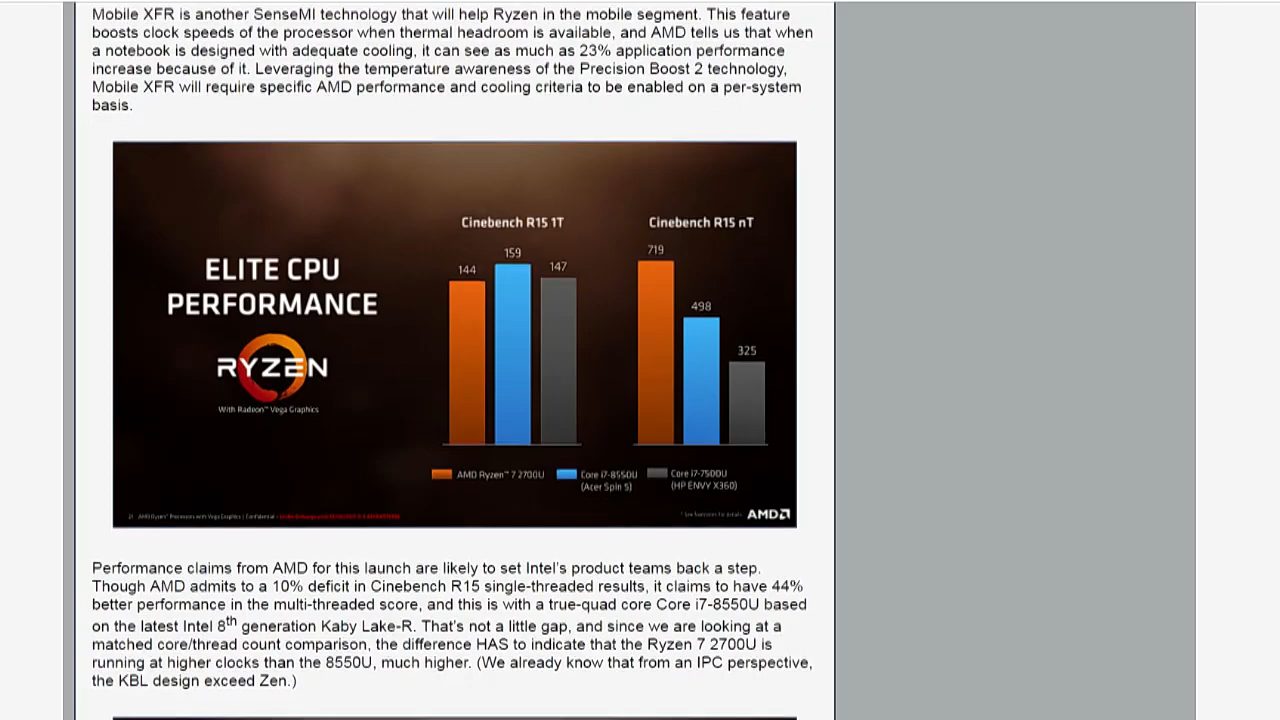 Mobile XFR is another SenseMI technology that will help Ryzen in the mobile segment. This feature
boosts clock speeds of the processor when thermal headroom is available, and AMD tells us that when
a notebook is designed with adequate cooling, it can see as much as 23% application performance
increase because of it. Leveraging the temperature awareness of the Precision Boost 2 technology,
Mobile XFR will require specific AMD performance and cooling criteria to be enabled on a per-system
basis.
ELITE CPU
PERFORMANCE
RYZEN
With Radeon™ Vega Graphics
Cinebench R15 1T
144
159
147
Cinebench R15 nT
719
498
325
AMD Ryzen™ 7 2700U
Core i7-8550U
(Acer Spin 5)
Core i7-7500U
(HP ENVY X360)
AMD Ryzen™ Processors with Vega Graphics | Confidential -
* See footnotes for details
AMD
Performance claims from AMD for this launch are likely to set Intel's product teams back a step.
Though AMD admits to a 10% deficit in Cinebench R15 single-threaded results, it claims to have 44%
better performance in the multi-threaded score, and this is with a true-quad core Core i7-8550U based
on the latest Intel 8th generation Kaby Lake-R. That's not a little gap, and since we are looking at a
matched core/thread count comparison, the difference HAS to indicate that the Ryzen 7 2700U is
running at higher clocks than the 8550U, much higher. (We already know that from an IPC perspective,
the KBL design exceed Zen.)